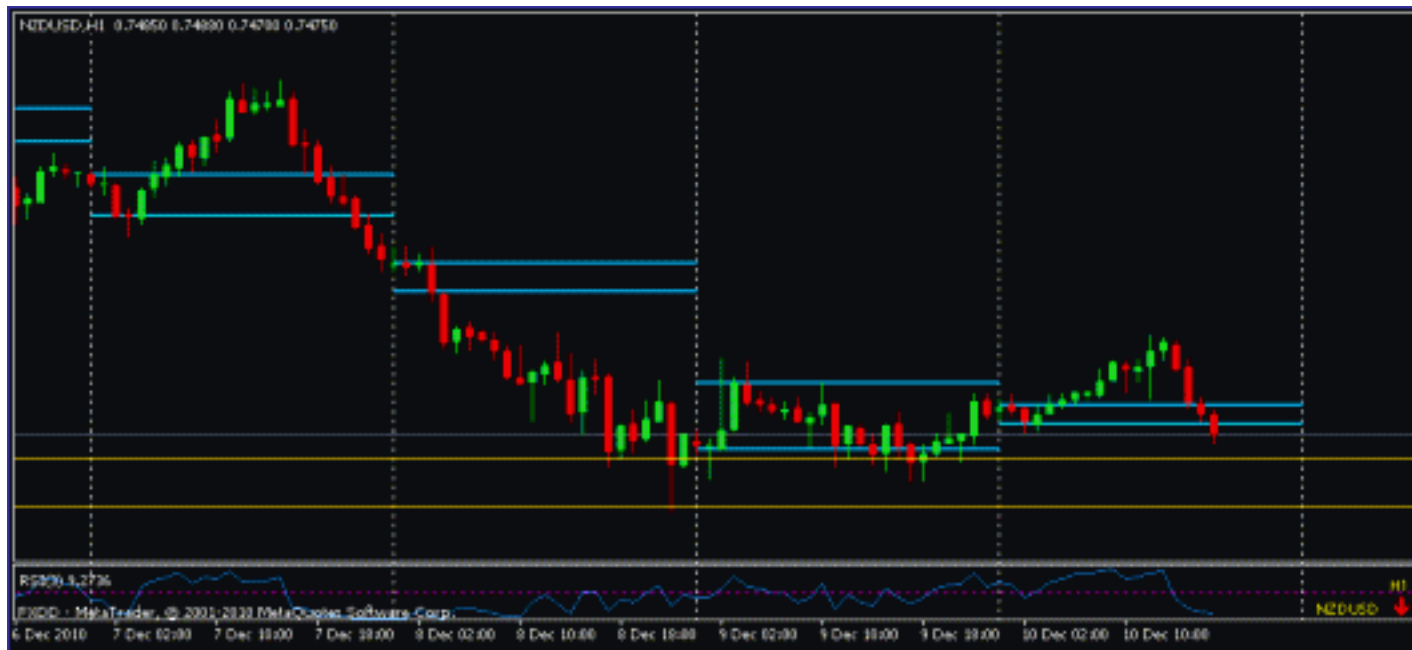 NZDUSD,H1 0.74850 0.74880 0.74700 0.74750
9.2736
H1
FXDD - MetaTrader, © 2001-2010 MetaQuotes Software Corp.
NZDUSD
6 Dec 2010 7 Dec 02:00 7 Dec 10:00 7 Dec 18:00 8 Dec 02:00 8 Dec 10:00 8 Dec 18:00 9 Dec 02:00 9 Dec 10:00 9 Dec 18:00 10 Dec 02:00 10 Dec 10:00